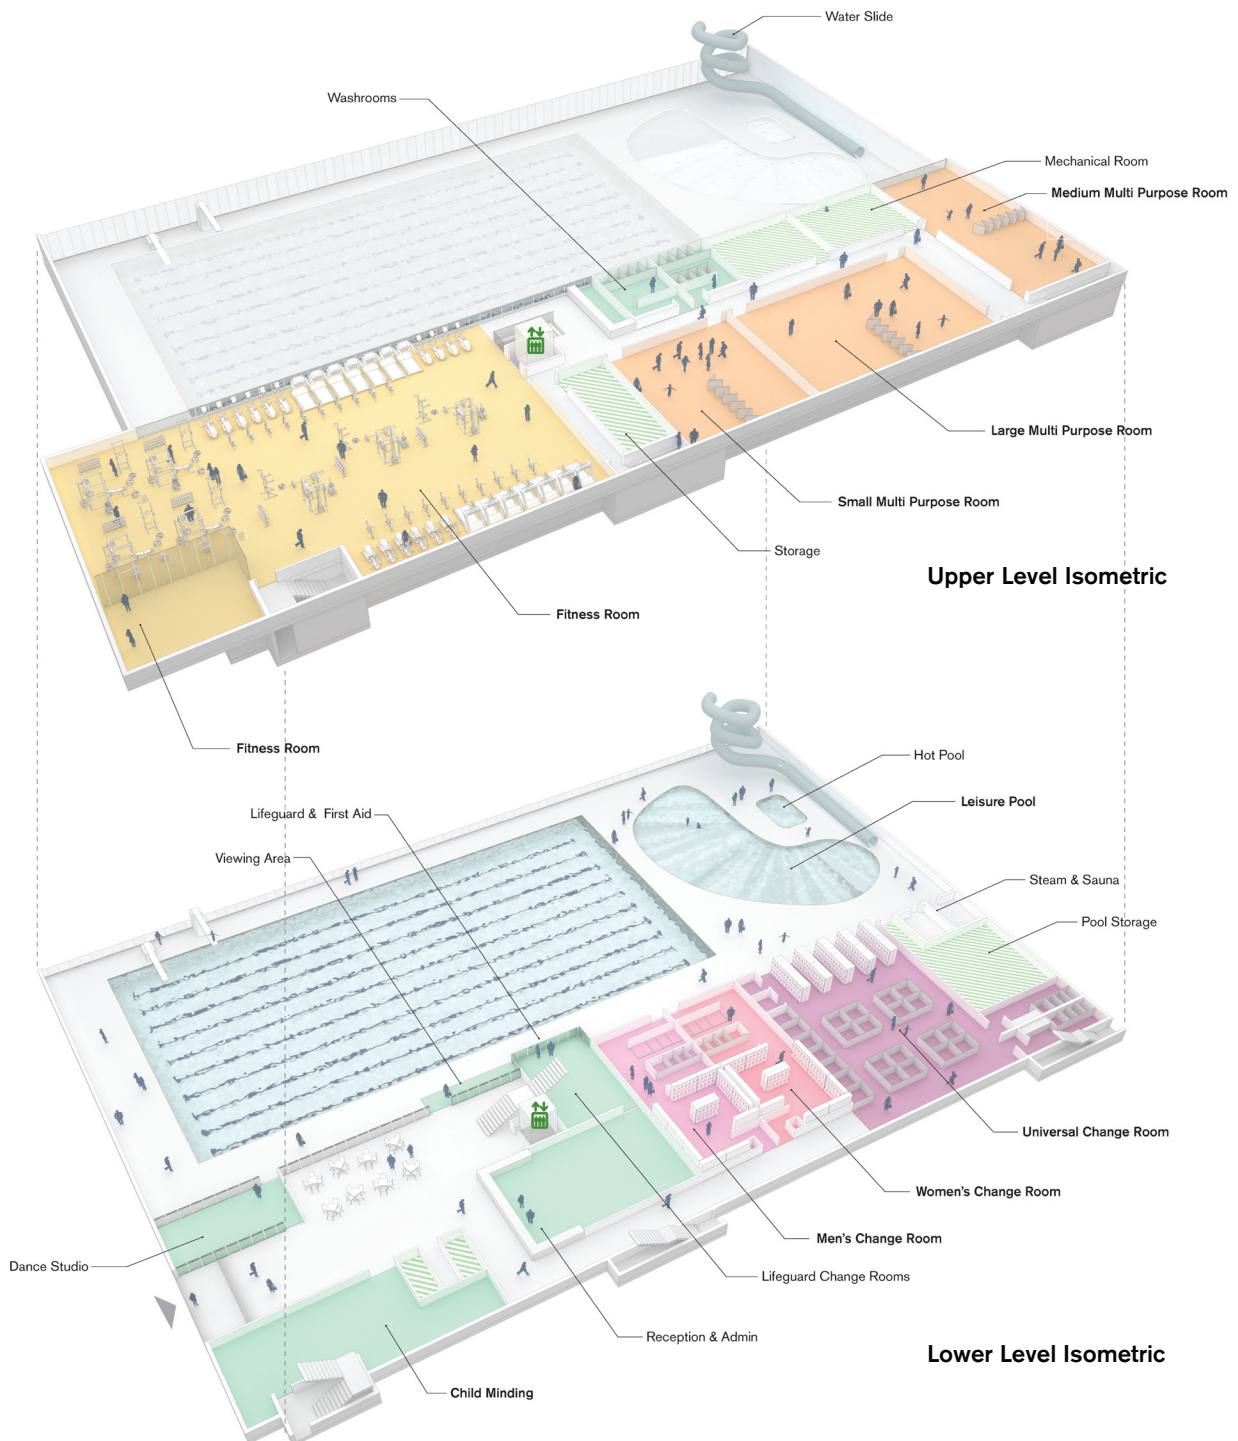 Water Slide
Washrooms
Mechanical Room
Medium Multi Purpose Room
Large Multi Purpose Room
Small Multi Purpose Room
Storage
Upper Level Isometric
Fitness Room
Fitness Room
Hot Pool
Leisure Pool
Lifeguard & First Aid
Viewing Area
Steam & Sauna
Pool Storage
Universal Change Room
Women's Change Room
Men's Change Room
Dance Studio
Lifeguard Change Rooms
Reception & Admin
Lower Level Isometric
Child Minding